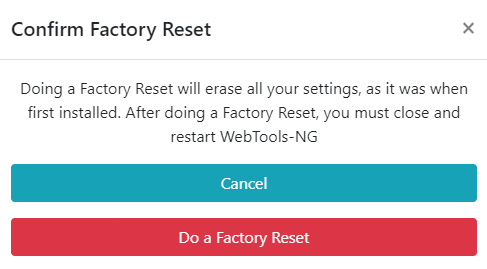 Confirm Factory Reset ×
Doing a Factory Reset will erase all your settings, as it was when
first installed. After doing a Factory Reset, you must close and
restart WebTools-NG
Cancel
Do a Factory Reset